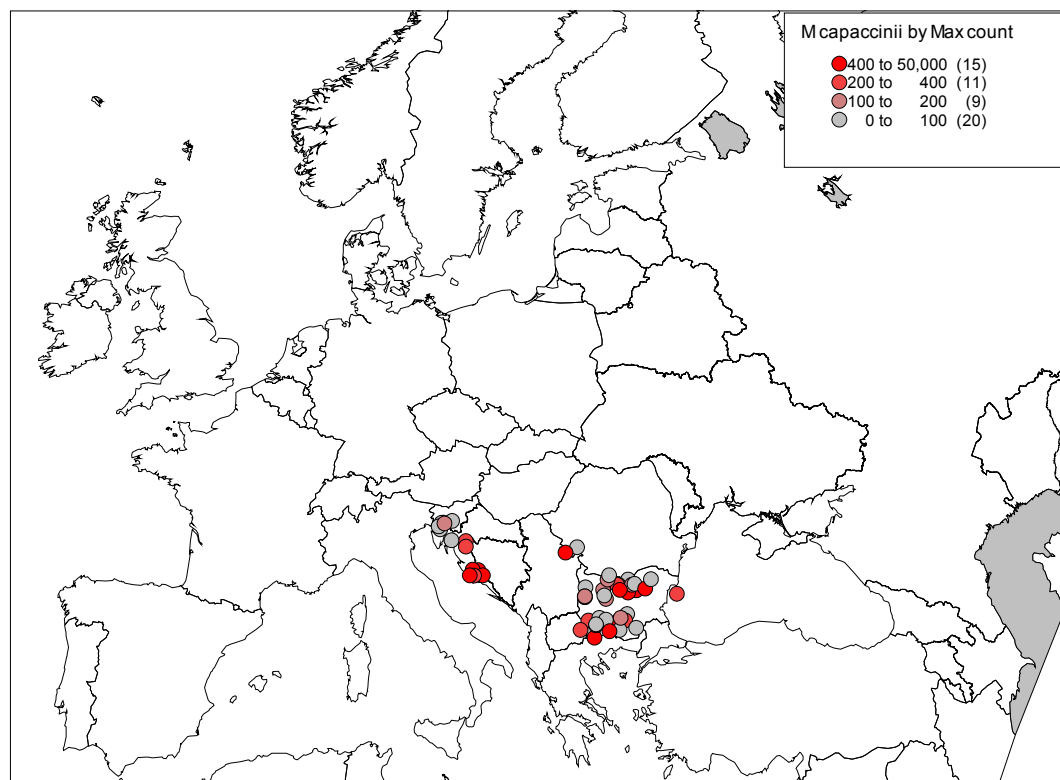 M capaccinii by Max count
400 to 50,000 (15)
200 to 400 (11)
100 to 200 (9)
0 to 100 (20)